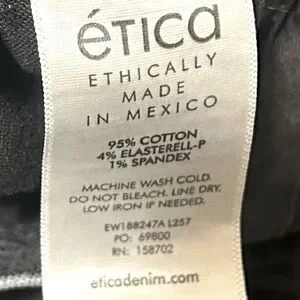 ética
ETHICALLY
MADE
IN MEXICO
95% COTTON
4% ELASTERELL-P
1% SPANDEX
MACHINE WASH COLD.
DO NOT BLEACH. LINE DRY.
LOW IRON IF NEEDED.
EW188247A L257
PO: 69800
RN: 158702
eticadenim.com